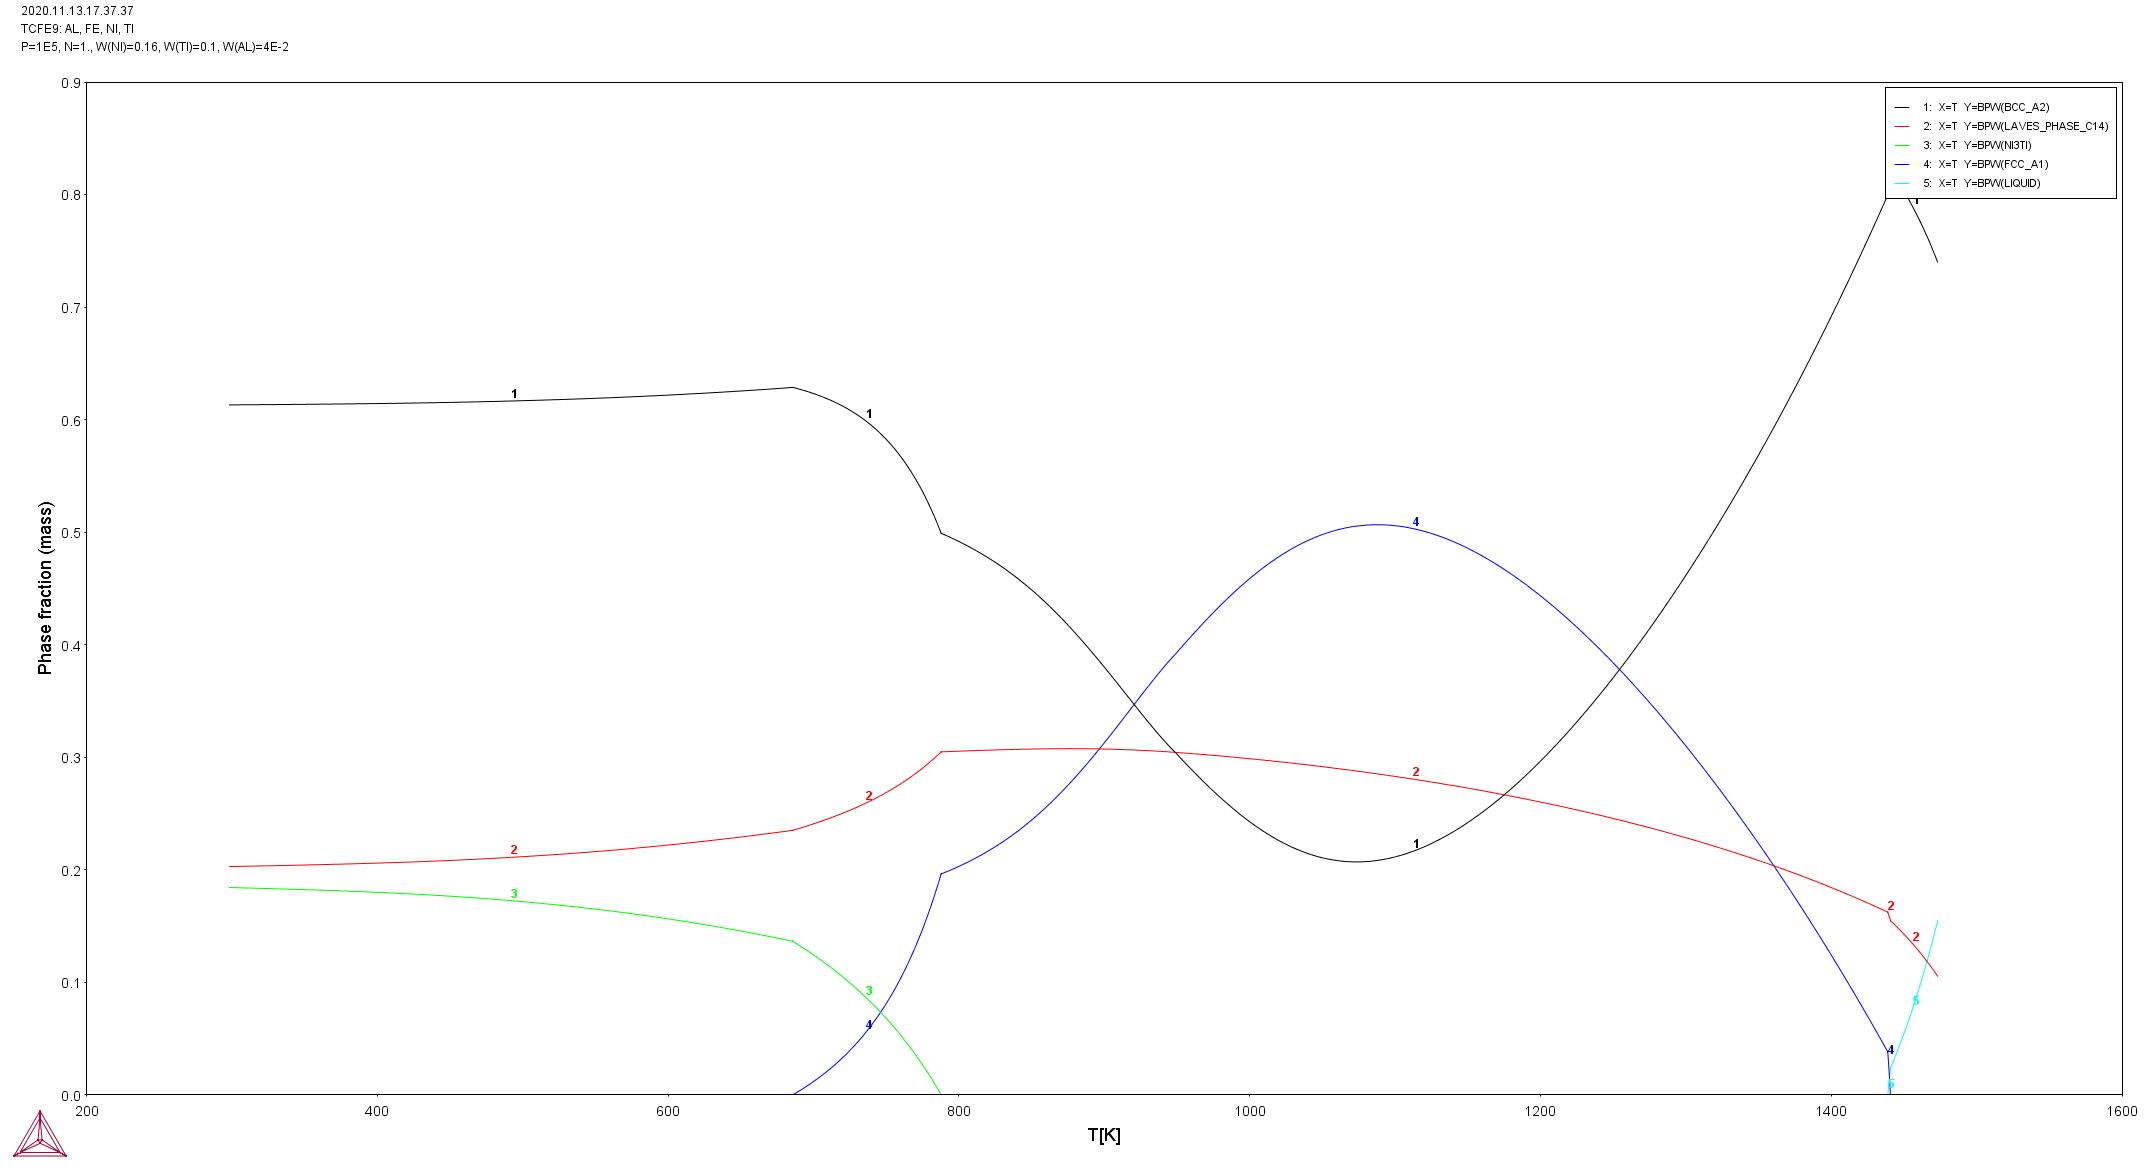 2020.11.13.17.37.37
TCFE9: AL, FE, NI, TI
P=1E5, N=1., W(NI)=0.16, W(TI)=0.1, W(AL)=4E-2
1: X=T Y=BPW(BCC_A2)
2: X=T Y=BPW(LAVES_PHASE_C14)
3: X=T Y=BPW(NI3TI)
4: X=T Y=BPW(FCC_A1)
5: X=T Y=BPW(LIQUID)
Phase fraction (mass)
0.9
0.8
0.7
0.6
0.5
0.4
0.3
0.2
0.1
0.0
1
1
1
1
2
2
2
2
2
3
3
4
4
4
5
5
200 400 600 800 1000 1200 1400 1600
T[K]